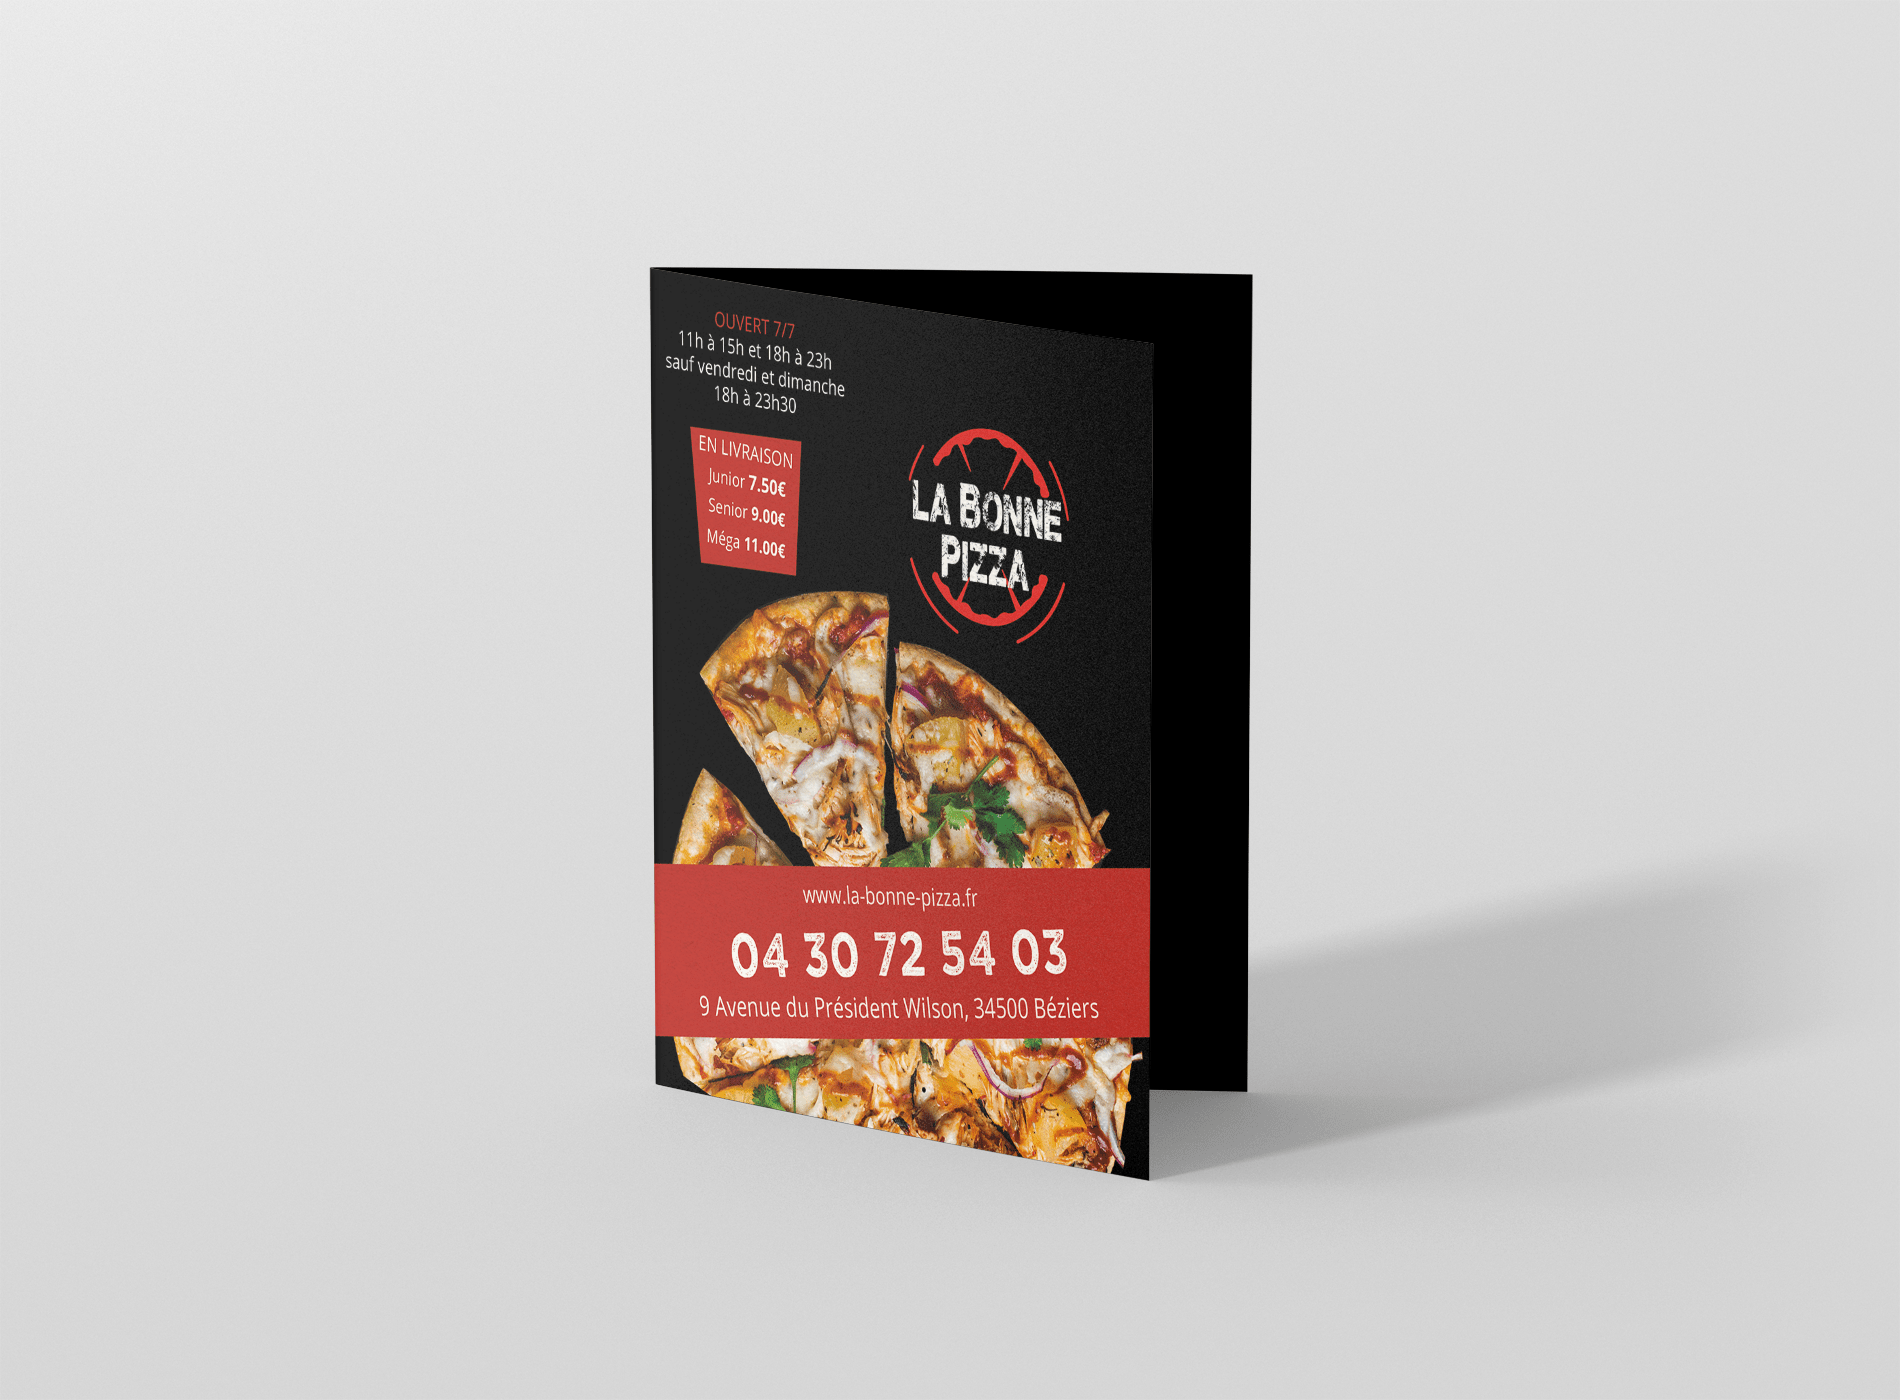 OUVERT 7/7
11h à 15h et 18h à 23h
sauf vendredi et dimanche
18h à 23h30
EN LIVRAISON
Junior 7.50€
Senior 9.00€
Méga 11.00€
LA BONNE
PIZZA
www.la-bonne-pizza.fr
04 30 72 54 03
9 Avenue du Président Wilson, 34500 Béziers